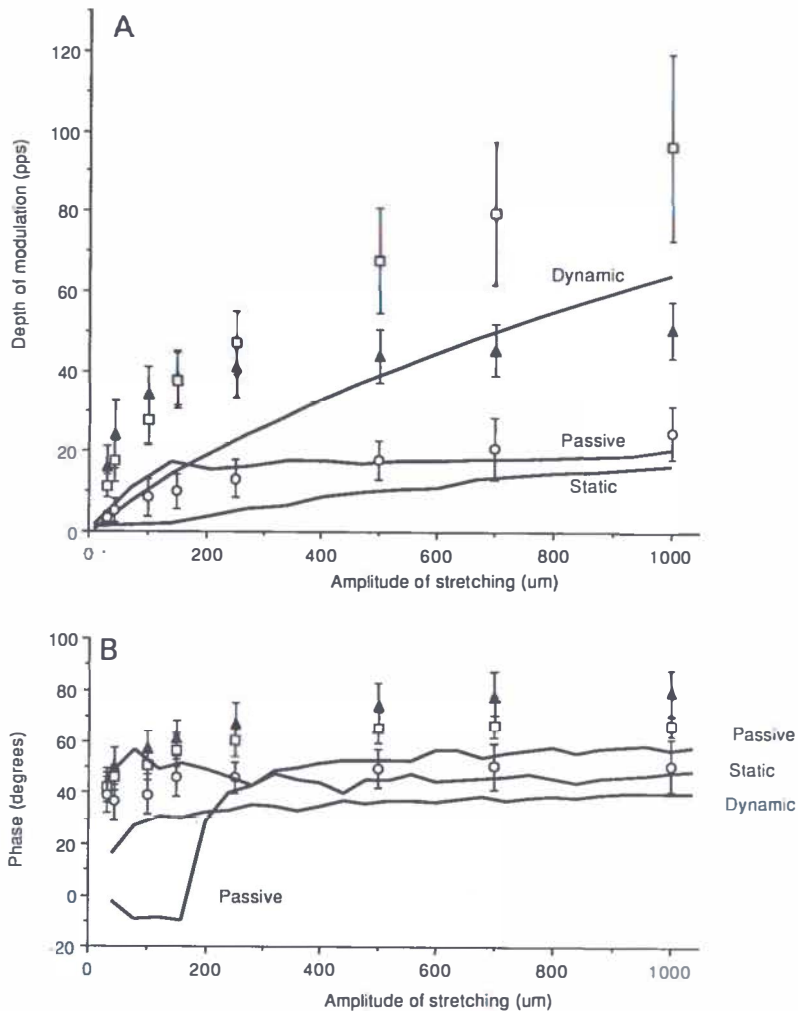 A
120
100
80
60
40
20
0
Depth of modulation (pps)
Dynamic
Passive
Static
0 200 400 600 800 1000
Amplitude of stretching (um)
B
100
80
60
40
20
0
-20
Phase (degrees)
Passive
Static
Dynamic
Passive
0 200 400 600 800 1000
Amplitude of stretching (um)